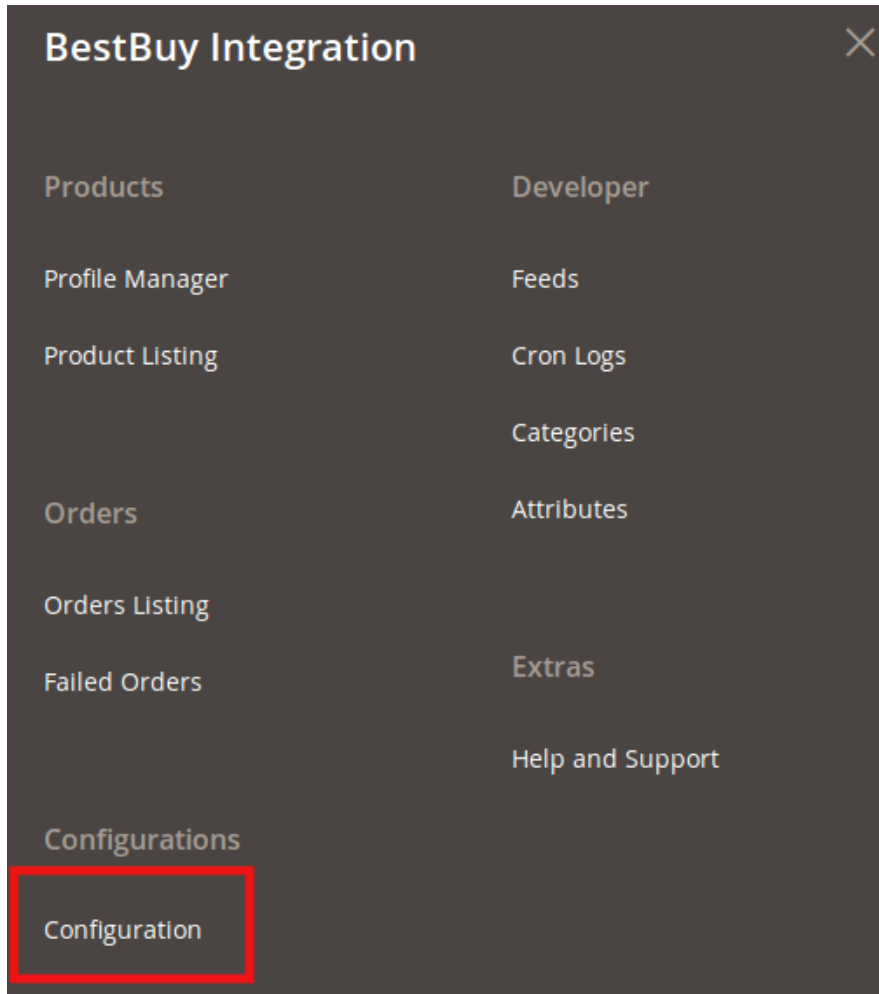 BestBuy Integration
Products
Profile Manager
Product Listing
Orders
Orders Listing
Failed Orders
Configurations
Configuration
Developer
Feeds
Cron Logs
Categories
Attributes
Extras
Help and Support